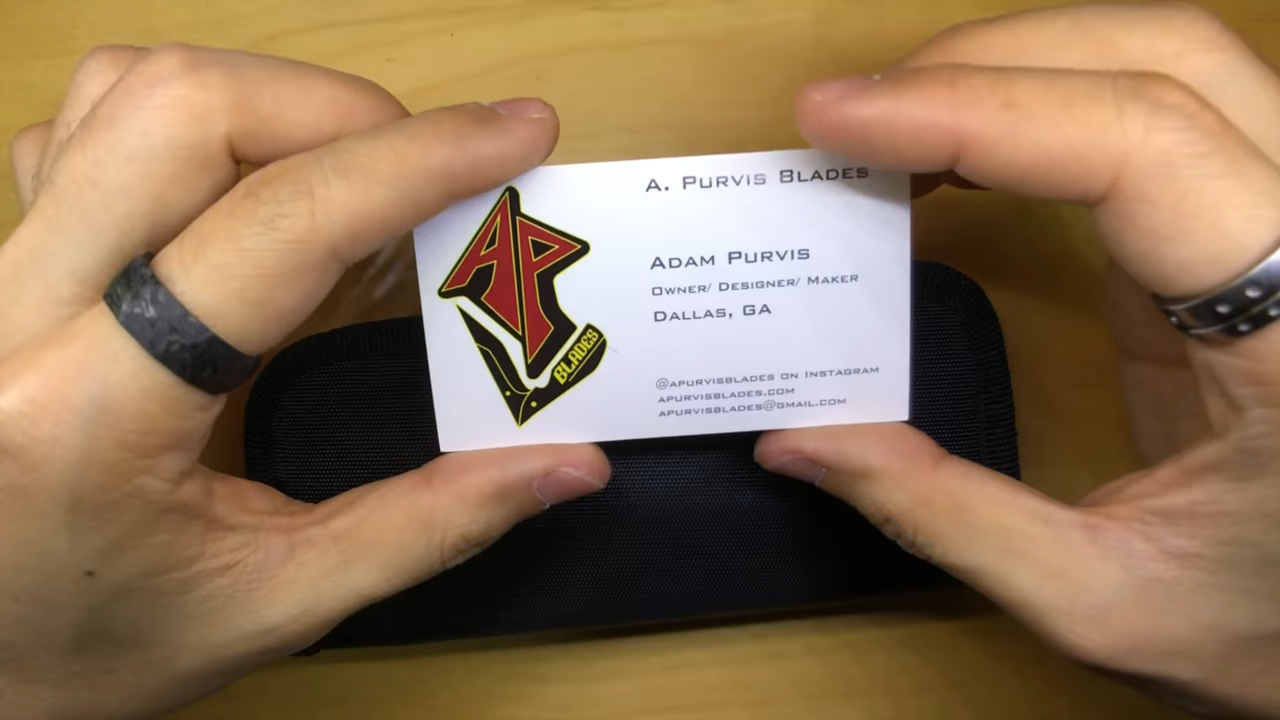 A. Purvis Blades
AP
BLADES
Adam Purvis
Owner/ Designer/ Maker
Dallas, GA
@apurvisblades on Instagram
apurvisblades.com
apurvisblades@gmail.com